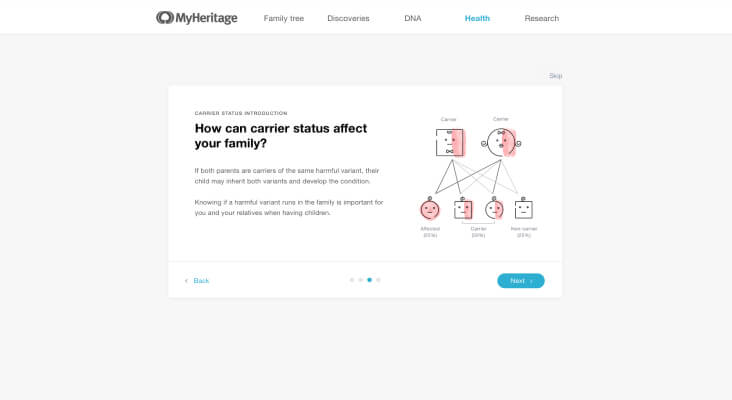 MyHeritage Family tree Discoveries DNA Health Research
Skip
CARRIER STATUS INTRODUCTION
How can carrier status affect
your family?
If both parents are carriers of the same harmful variant, their
child may inherit both variants and develop the condition.
Knowing if a harmful variant runs in the family is important for
you and your relatives when having children.
Carrier Carrier
Affected Carrier Non-carrier
(25%) (50%) (25%)
Back Next